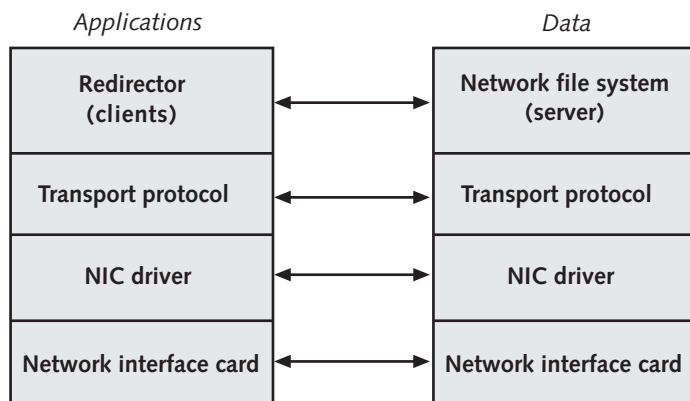 Applications
Data
Redirector
(clients)
Network file system
(server)
Transport protocol
Transport protocol
NIC driver
NIC driver
Network interface card
Network interface card